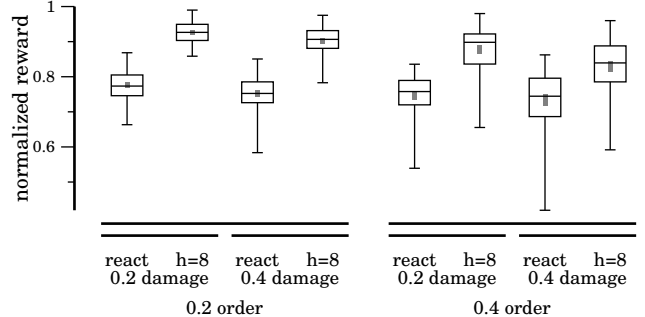 1
0.8
0.6
normalized reward
react h=8 react h=8 react h=8 react h=8
0.2 damage 0.4 damage 0.2 damage 0.4 damage
0.2 order 0.4 order